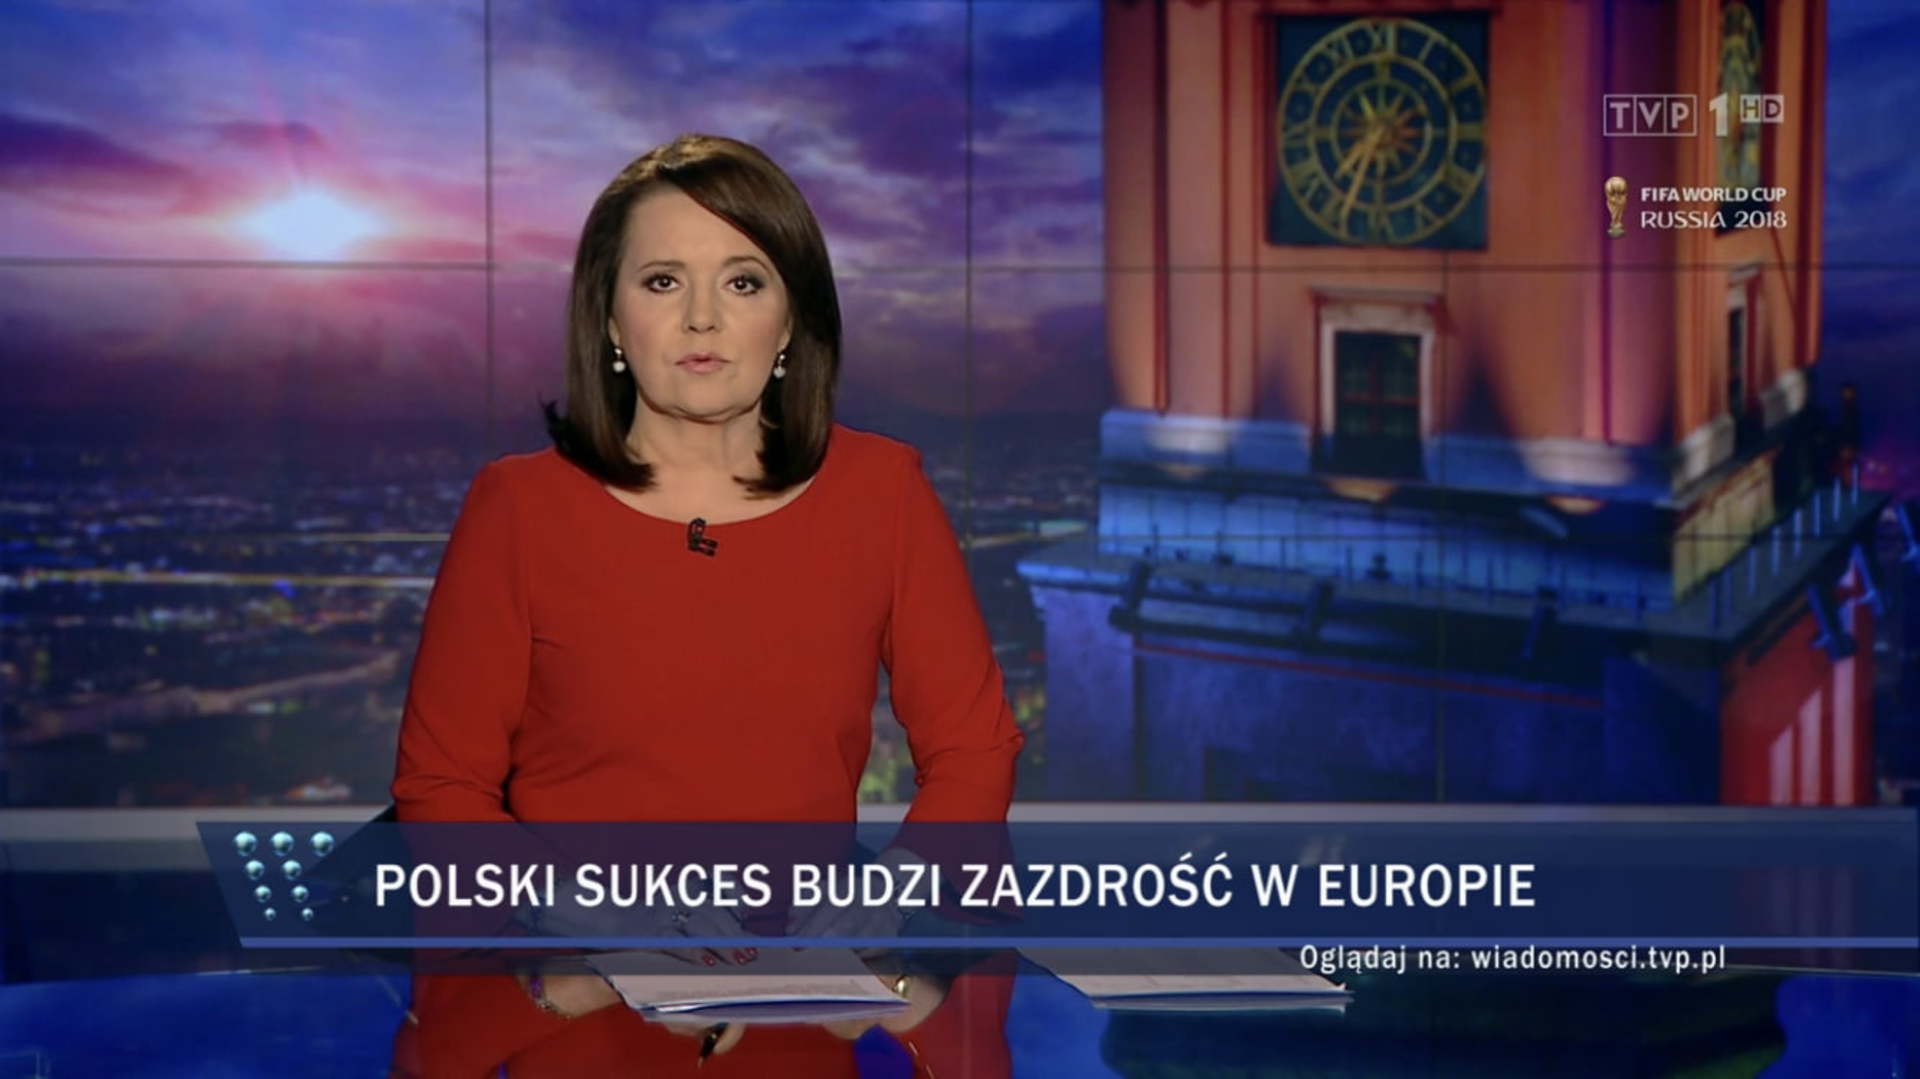 TVP 1 HD
FIFA WORLD CUP
RUSSIA 2018
POLSKI SUKCES BUDZI ZAZDROŚĆ W EUROPIE
Oglądaj na: wiadomosci.tvp.pl